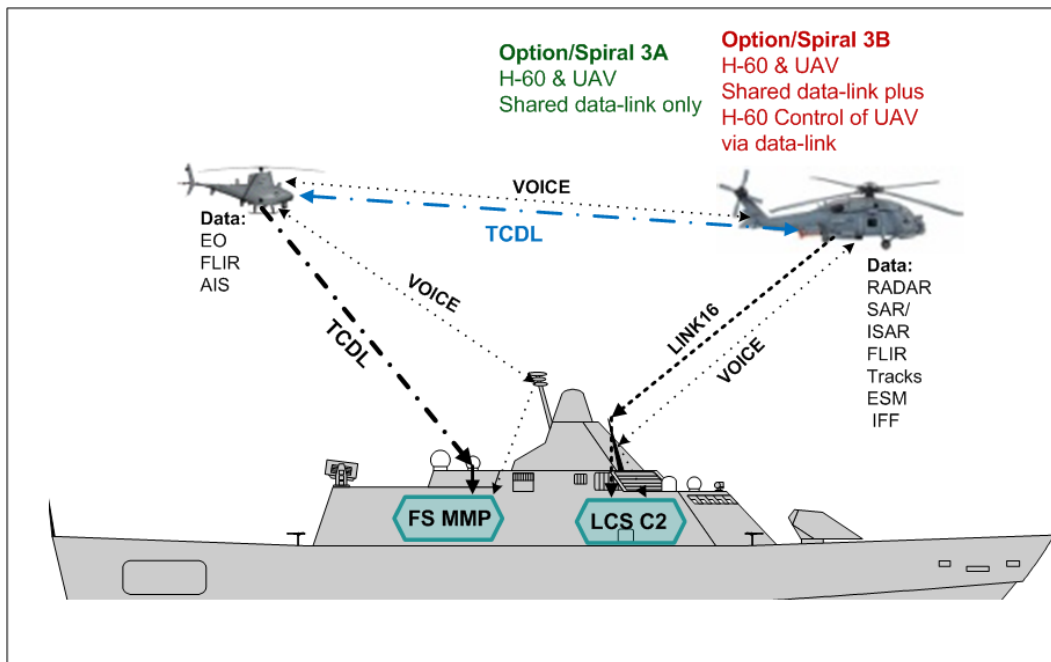 Option/Spiral 3A
H-60 & UAV
Shared data-link only
Option/Spiral 3B
H-60 & UAV
Shared data-link plus
H-60 Control of UAV
via data-link
VOICE
TCDL
Data:
EO
FLIR
AIS
VOICE
TCDL
LINK16
VOICE
Data:
RADAR
SAR/
ISAR
FLIR
Tracks
ESM
IFF
FS MMP
LCS C2